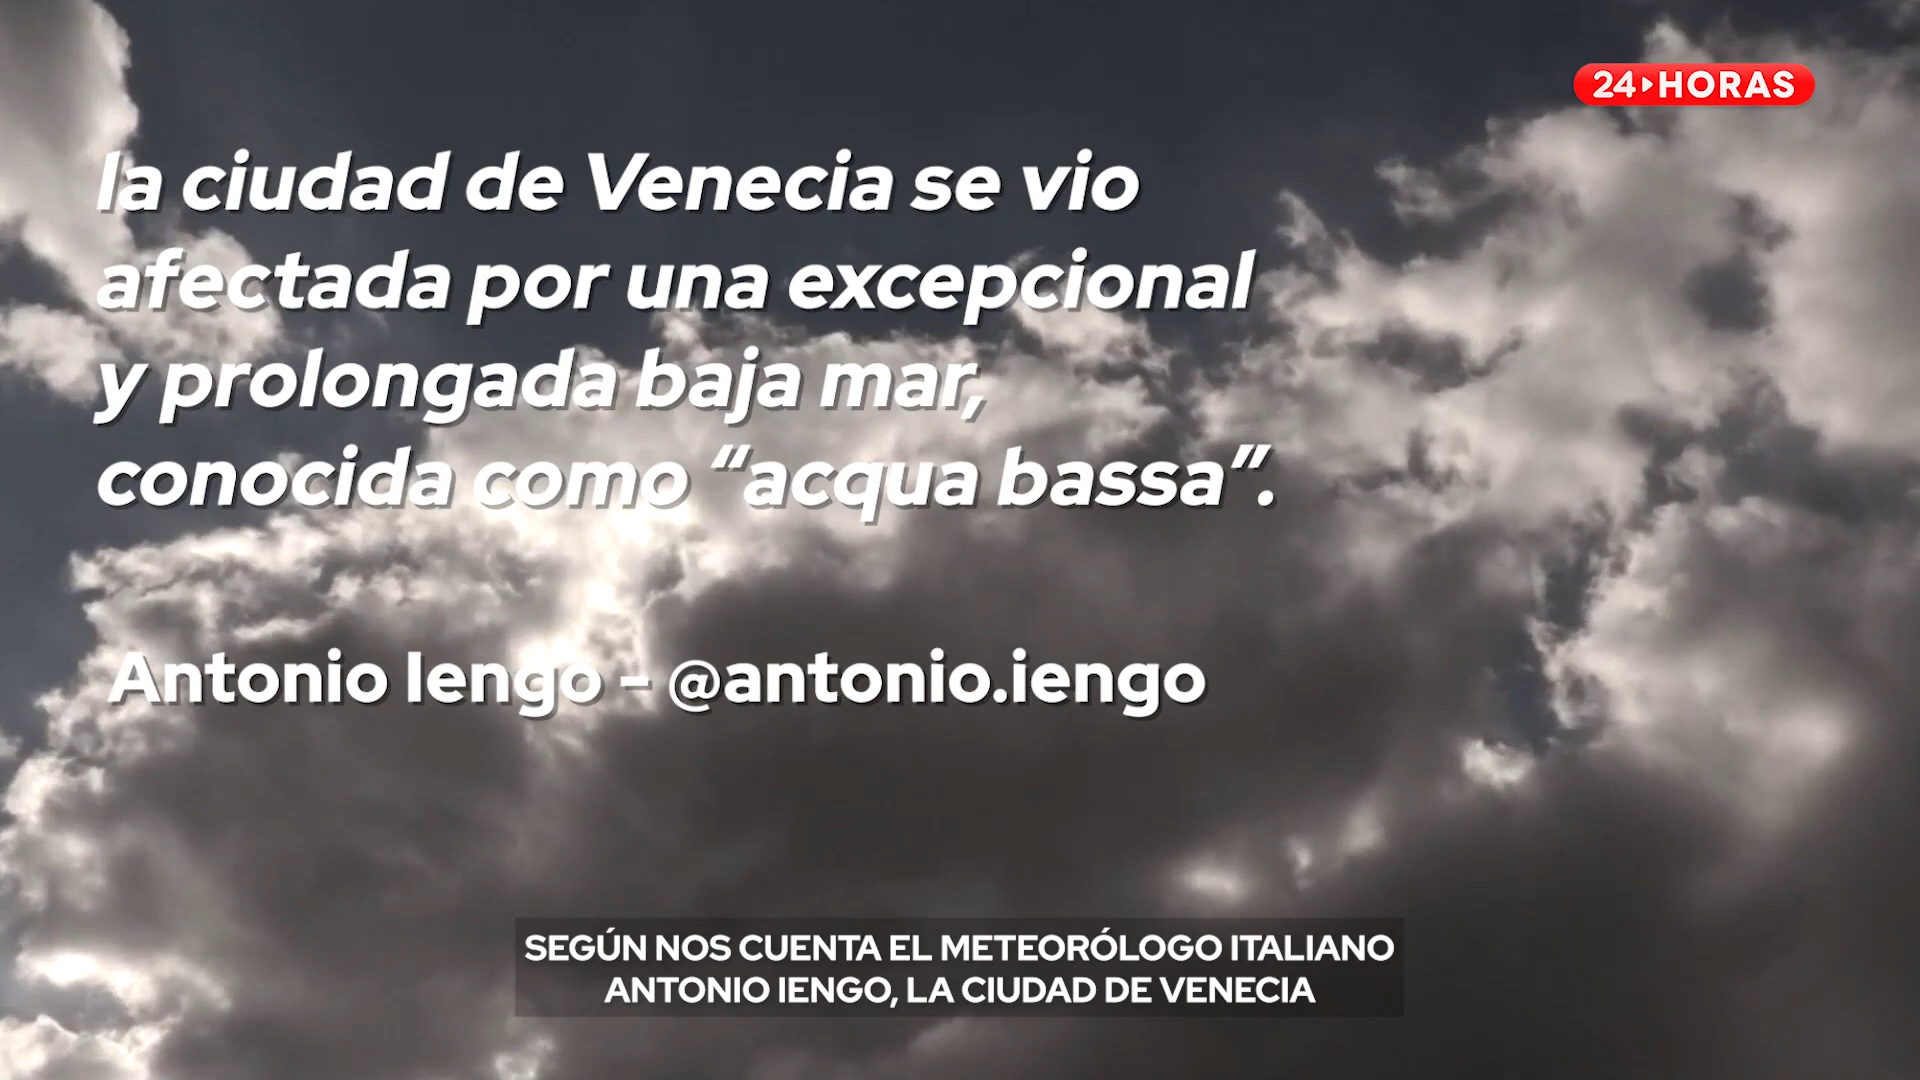 24 HORAS
la ciudad de Venecia se vio
afectada por una excepcional
y prolongada baja mar,
conocida como “acqua bassa”.
Antonio Iengo - @antonio.iengo
SEGÚN NOS CUENTA EL METEORÓLOGO ITALIANO
ANTONIO IENGO, LA CIUDAD DE VENECIA